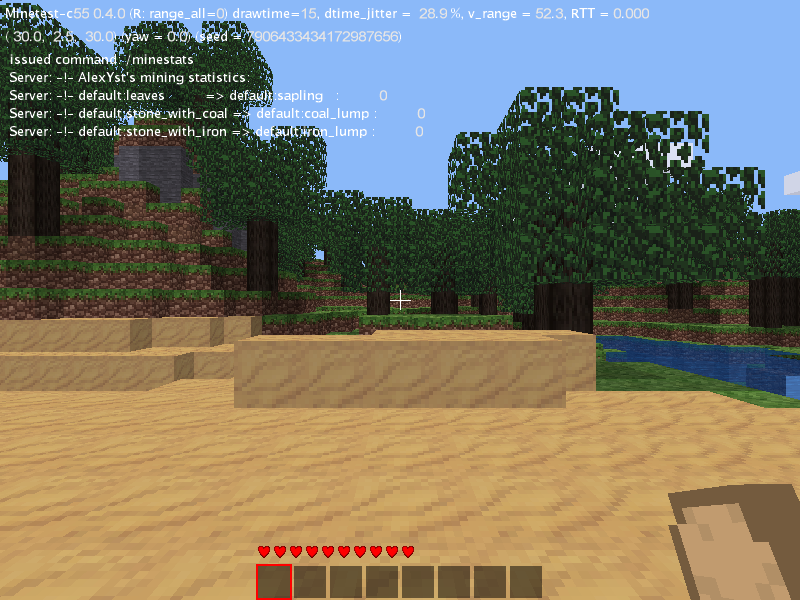 Minetest-c55 0.4.0 (R: range_all=0) drawtime=15, dtime_jitter = 28.9 %, v_range = 52.3, RTT = 0.000
( 30.0, 2.5, 30.0) (yaw = 0.0) (seed = 7906433434172987656)
issued command: /minestats
Server: -!- AlexYst's mining statistics:
Server: -!- default:leaves => default:sapling : 0
Server: -!- default:stone_with_coal => default:coal_lump : 0
Server: -!- default:stone_with_iron => default:iron_lump : 0